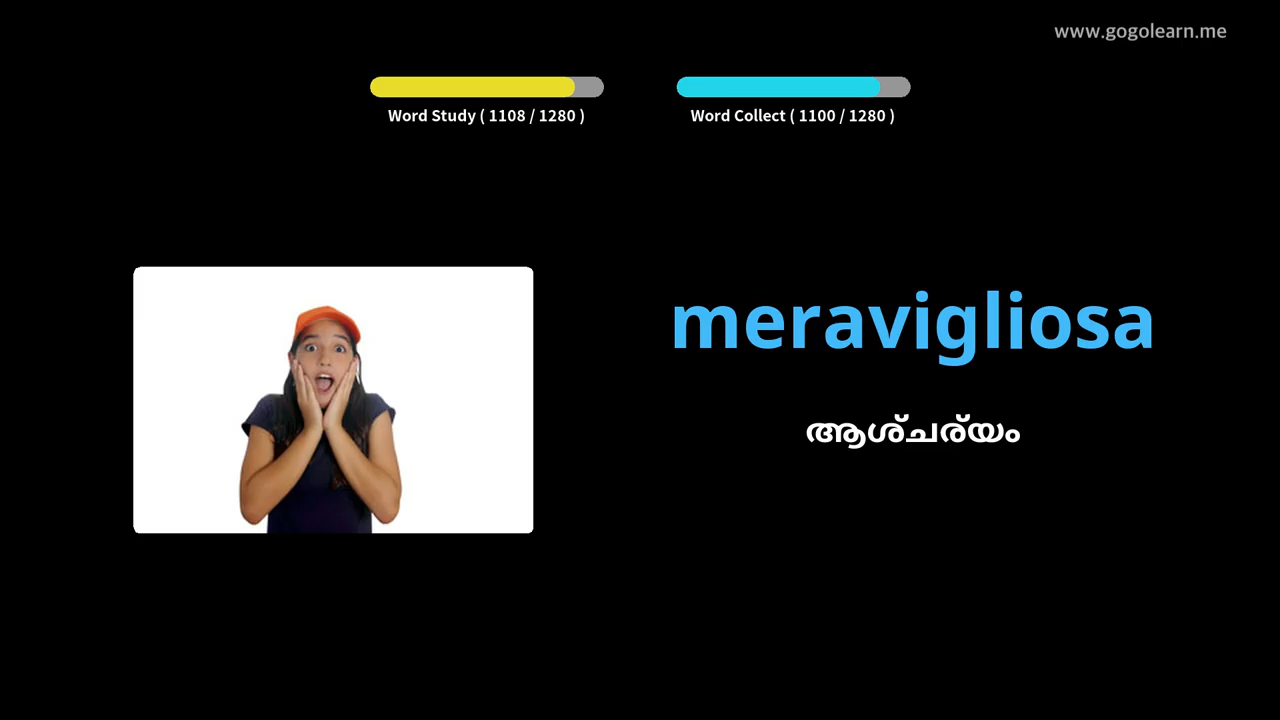 www.gogolearn.me
Word Study ( 1108 / 1280 )
Word Collect ( 1100 / 1280 )
meravigliosa
ആശ്ചര്യം